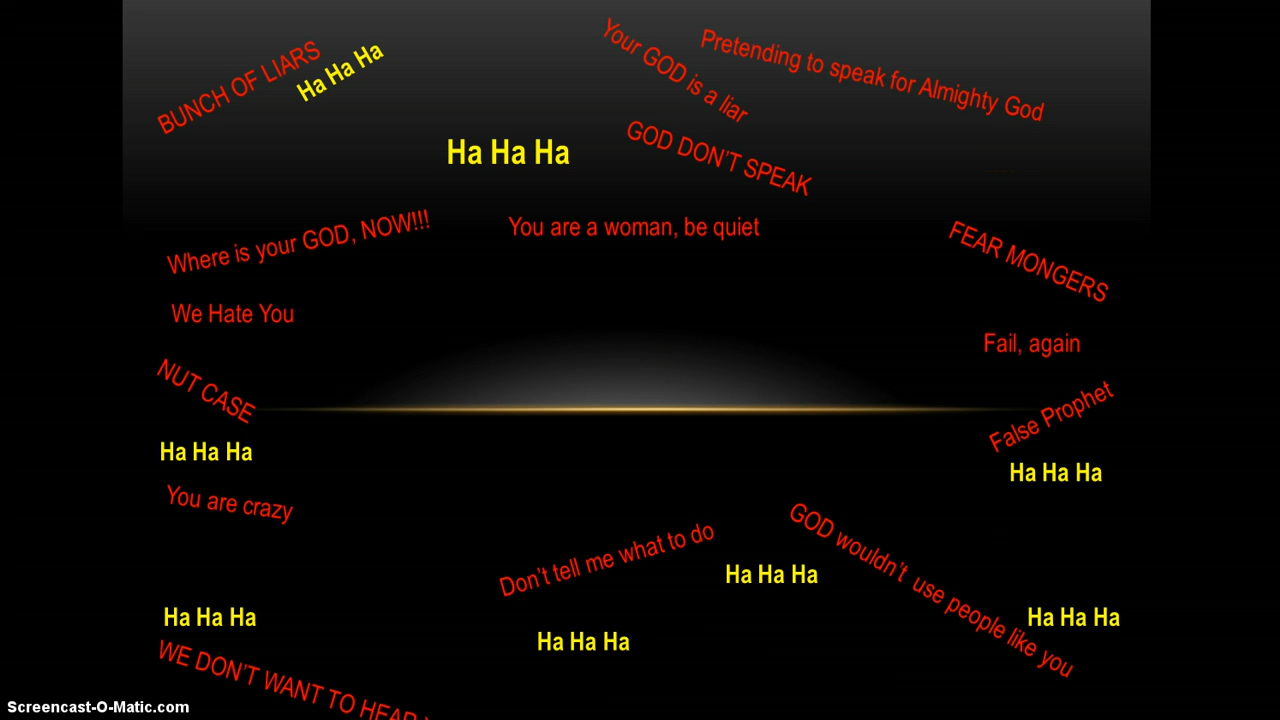 BUNCH OF LIARS
Ha Ha Ha
Your GOD is a liar
Pretending to speak for Almighty God
Ha Ha Ha
GOD DON'T SPEAK
Where is your GOD, NOW!!!
You are a woman, be quiet
FEAR MONGERS
We Hate You
Fail, again
NUT CASE
False Prophet
Ha Ha Ha
Ha Ha Ha
You are crazy
Don't tell me what to do
GOD wouldn't use people like you
Ha Ha Ha
Ha Ha Ha
Ha Ha Ha
Ha Ha Ha
WE DON'T WANT TO HEAR
Screencast-O-Matic.com